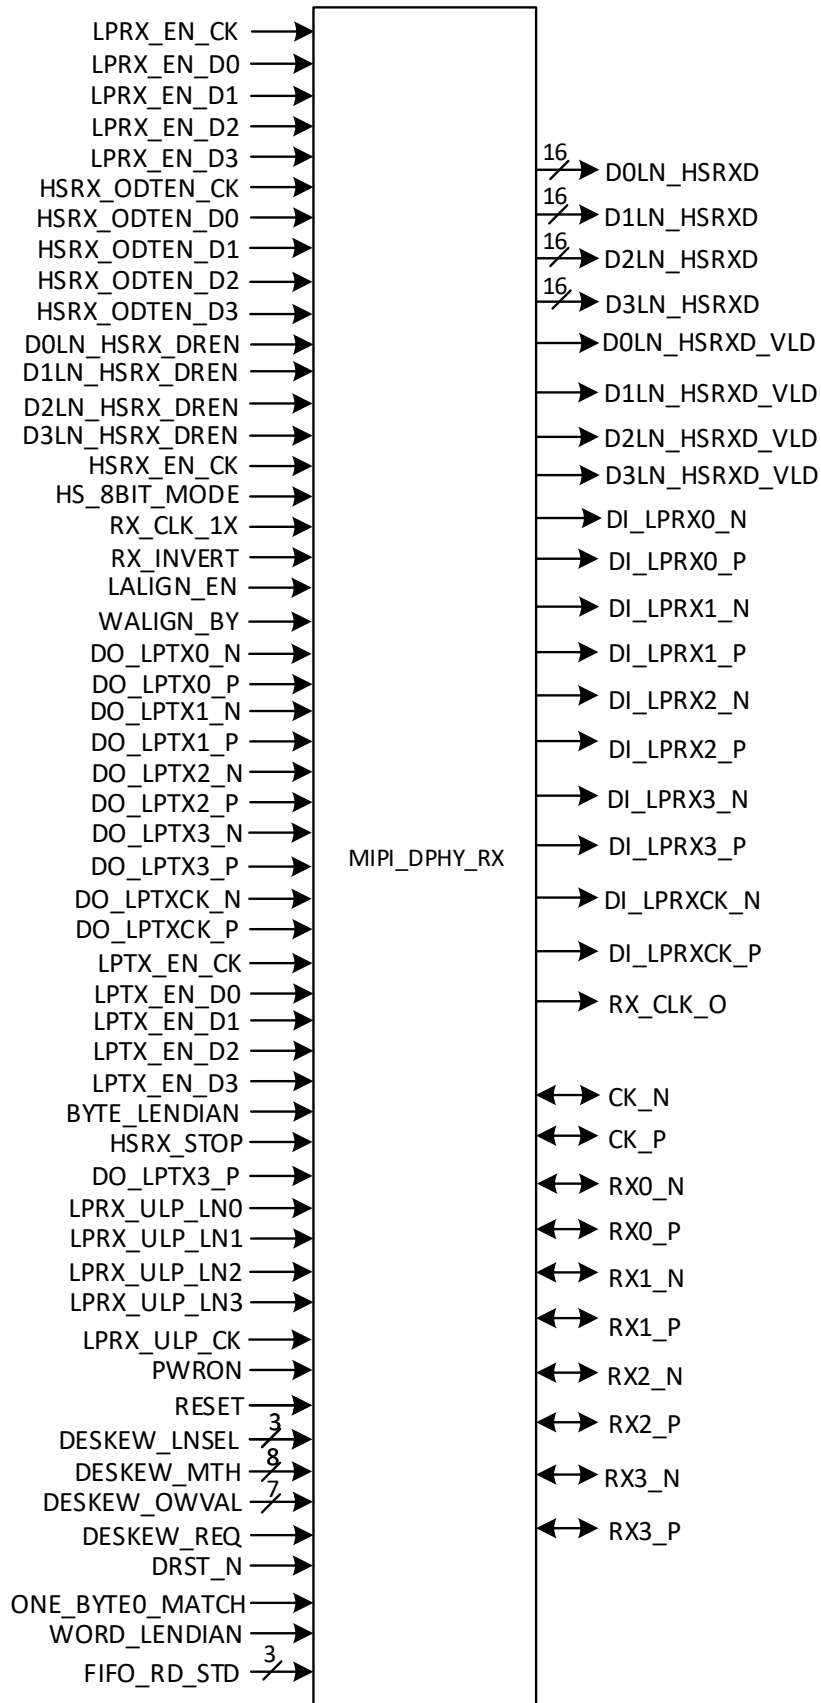 LPRX_EN_CK
LPRX_EN_D0
LPRX_EN_D1
LPRX_EN_D2
LPRX_EN_D3
HSRX_ODTEN_CK
HSRX_ODTEN_D0
HSRX_ODTEN_D1
HSRX_ODTEN_D2
HSRX_ODTEN_D3
D0LN_HSRX_DREN
D1LN_HSRX_DREN
D2LN_HSRX_DREN
D3LN_HSRX_DREN
HSRX_EN_CK
HS_8BIT_MODE
RX_CLK_1X
RX_INVERT
LALIGN_EN
WALIGN_BY
DO_LPTX0_N
DO_LPTX0_P
DO_LPTX1_N
DO_LPTX1_P
DO_LPTX2_N
DO_LPTX2_P
DO_LPTX3_N
DO_LPTX3_P
DO_LPTXCK_N
DO_LPTXCK_P
LPTX_EN_CK
LPTX_EN_D0
LPTX_EN_D1
LPTX_EN_D2
LPTX_EN_D3
BYTE_LENDIAN
HSRX_STOP
DO_LPTX3_P
LPRX_ULP_LN0
LPRX_ULP_LN1
LPRX_ULP_LN2
LPRX_ULP_LN3
LPRX_ULP_CK
PWRON
RESET
DESKEW_LNSEL 3
DESKEW_MTH 8
DESKEW_OWVAL 7
DESKEW_REQ
DRST_N
ONE_BYTE0_MATCH
WORD_LENDIAN
FIFO_RD_STD 3
MIPI_DPHY_RX
16 D0LN_HSRXD
16 D1LN_HSRXD
16 D2LN_HSRXD
16 D3LN_HSRXD
D0LN_HSRXD_VLD
D1LN_HSRXD_VLD
D2LN_HSRXD_VLD
D3LN_HSRXD_VLD
DI_LPRX0_N
DI_LPRX0_P
DI_LPRX1_N
DI_LPRX1_P
DI_LPRX2_N
DI_LPRX2_P
DI_LPRX3_N
DI_LPRX3_P
DI_LPRXCK_N
DI_LPRXCK_P
RX_CLK_O
CK_N
CK_P
RX0_N
RX0_P
RX1_N
RX1_P
RX2_N
RX2_P
RX3_N
RX3_P